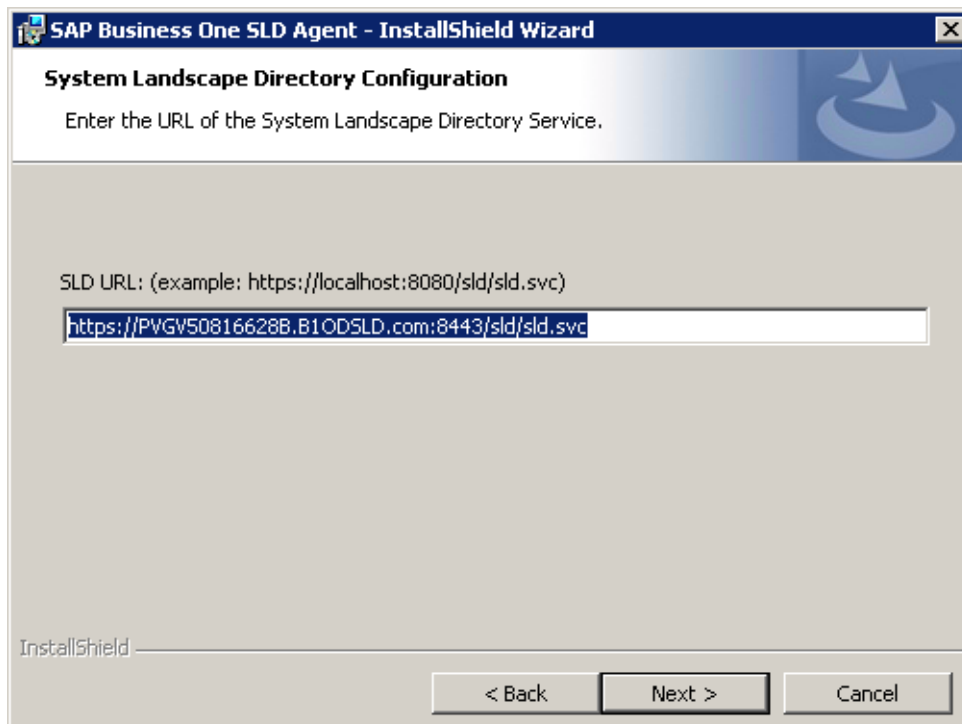 SAP Business One SLD Agent - InstallShield Wizard
System Landscape Directory Configuration
Enter the URL of the System Landscape Directory Service.
SLD URL: (example: https://localhost:8080/sld/sld.svc)
https://PVGV50816628B.B1ODSLD.com:8443/sld/sld.svc
InstallShield
< Back
Next >
Cancel